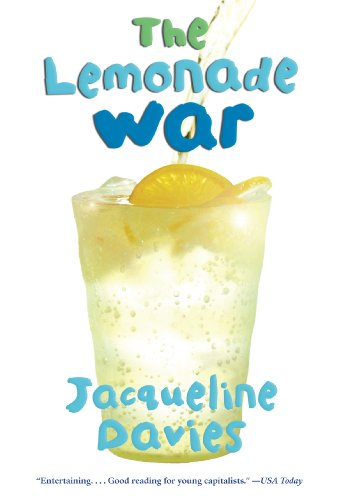 The
Lemonade
War
Jacqueline
Davies
“Entertaining. . . . Good reading for young capitalists.” —USA Today